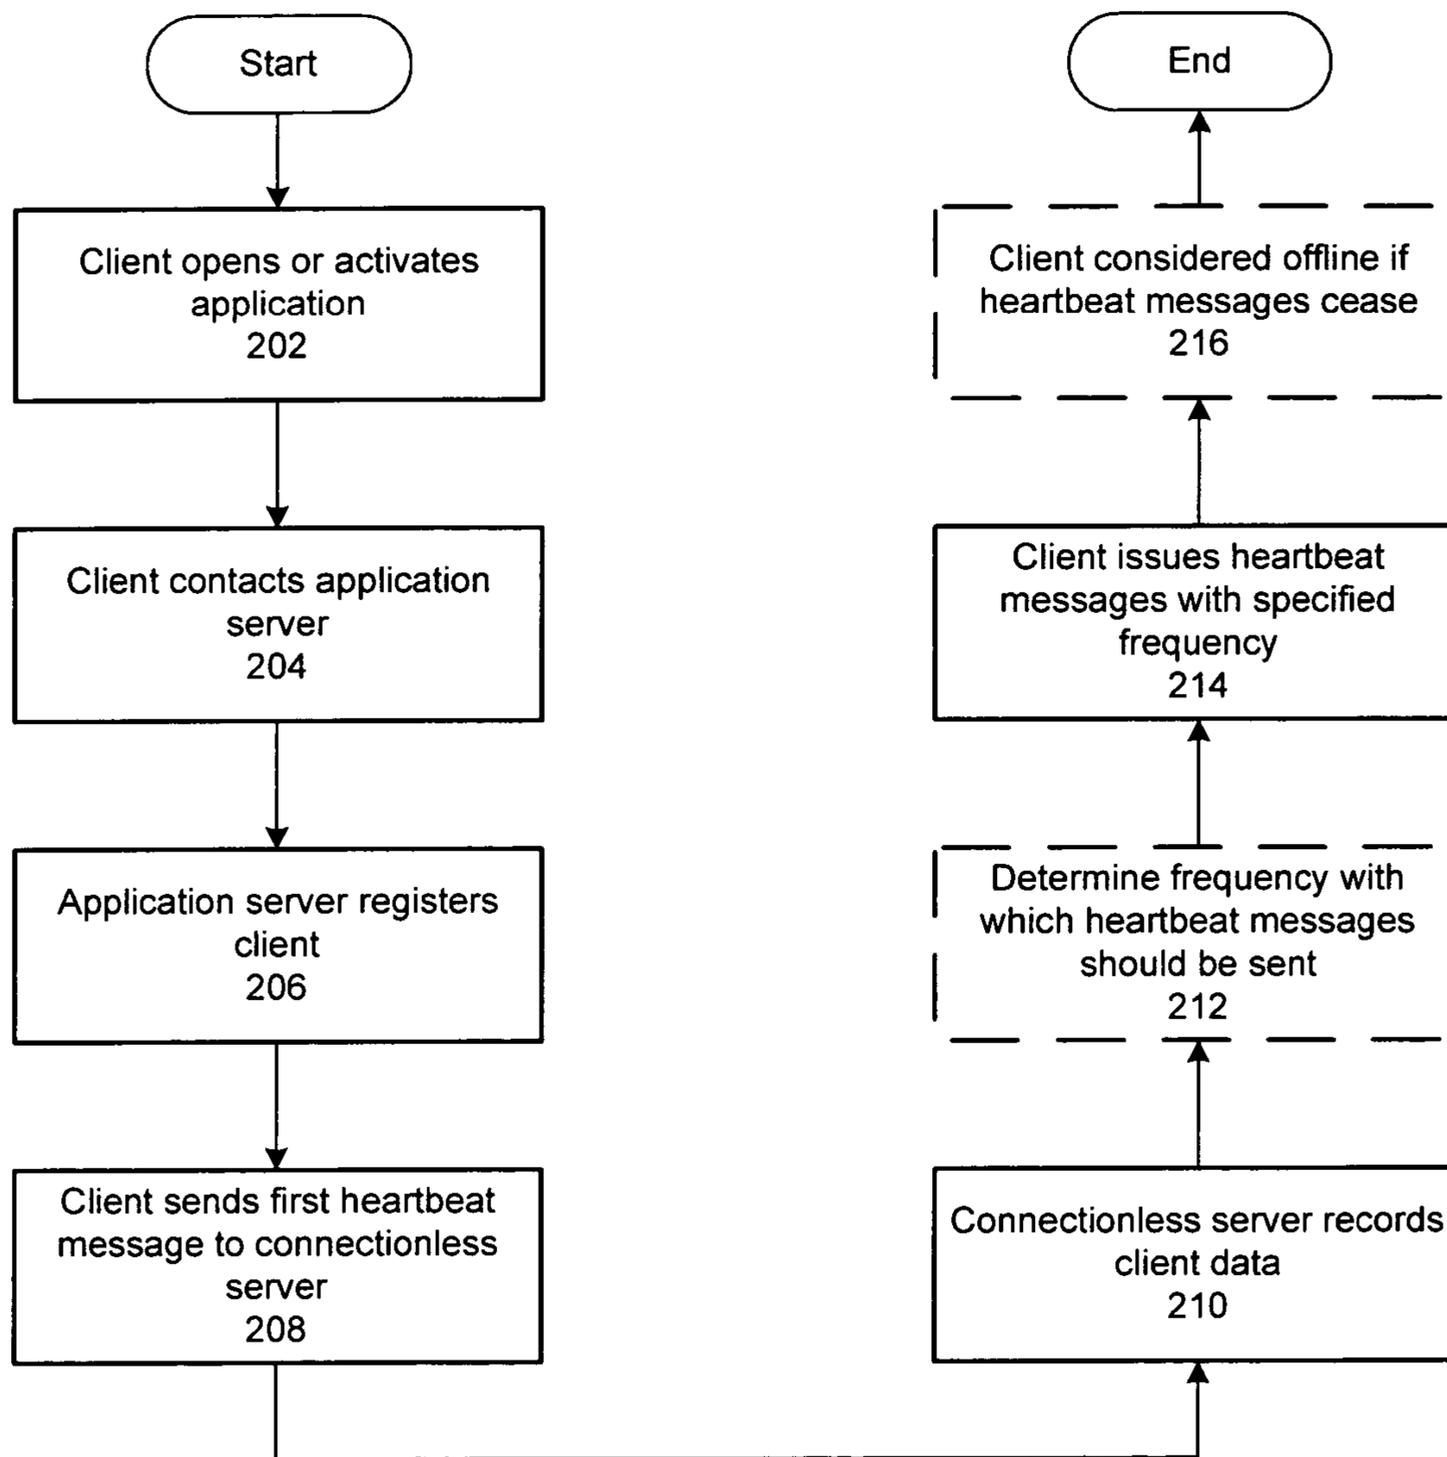 Start
Client opens or activates
application
202
Client contacts application
server
204
Application server registers
client
206
Client sends first heartbeat
message to connectionless
server
208
Connectionless server records
client data
210
Determine frequency with
which heartbeat messages
should be sent
212
Client issues heartbeat
messages with specified
frequency
214
Client considered offline if
heartbeat messages cease
216
End